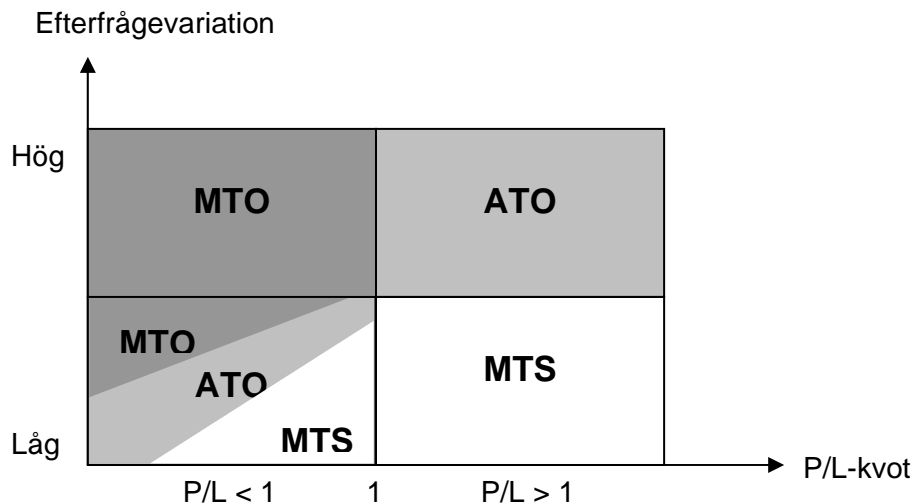 Efterfrågevariation
Hög
MTO
ATO
MTO
ATO
MTS
MTS
Låg
P/L-kvot
P/L < 1
1
P/L > 1